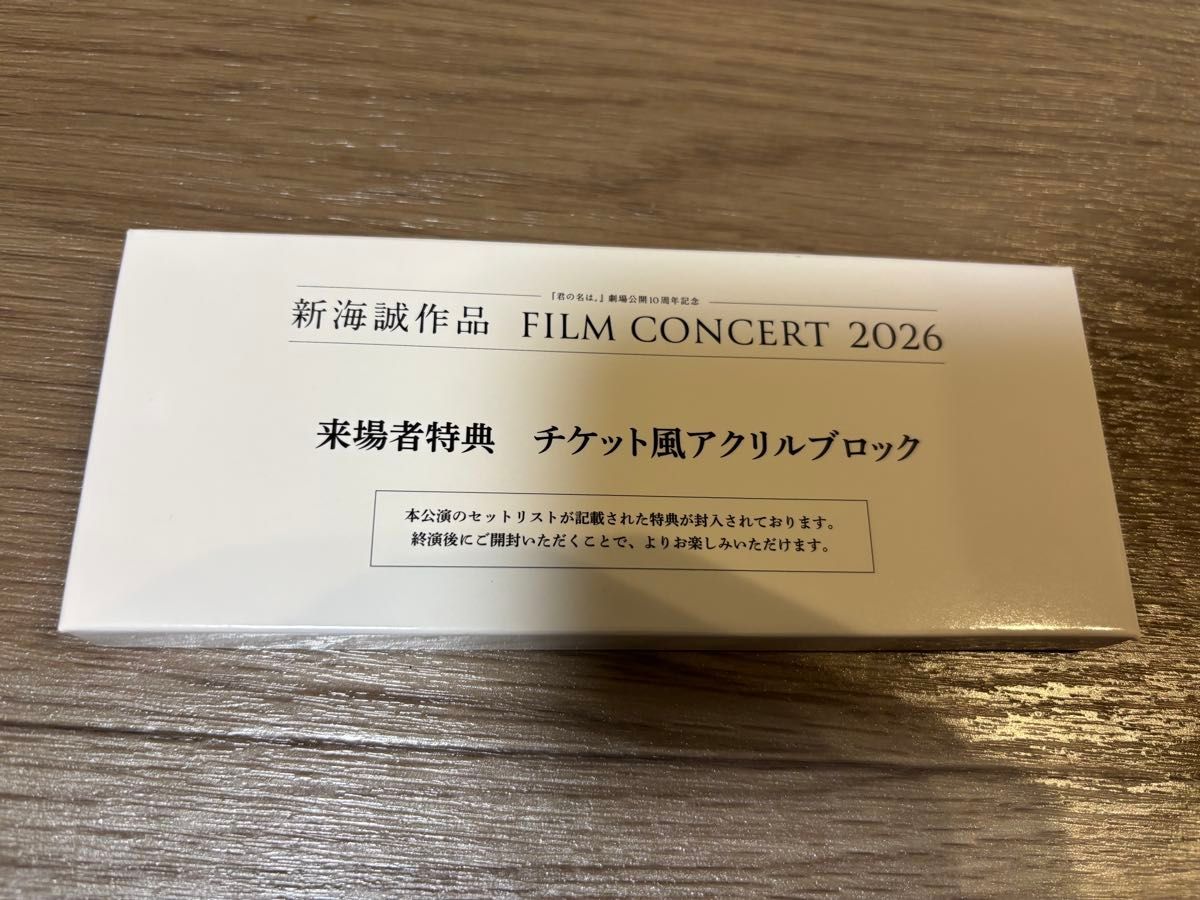 『君の名は。』劇場公開10周年記念
新海誠作品 FILM CONCERT 2026
来場者特典 チケット風アクリルブロック
本公演のセットリストが記載された特典が封入されております。
終演後にご開封いただくことで、よりお楽しみいただけます。